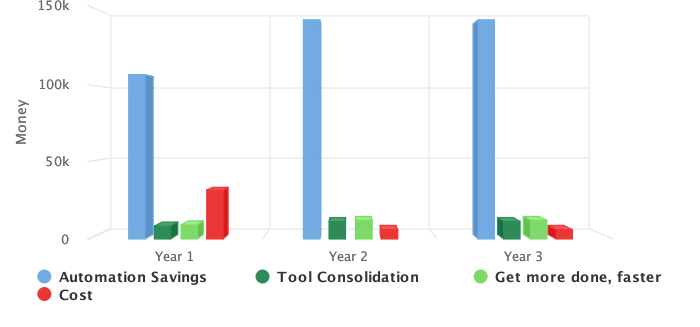 150k
100k
50k
0
Money
Year 1
Year 2
Year 3
Automation Savings
Tool Consolidation
Get more done, faster
Cost